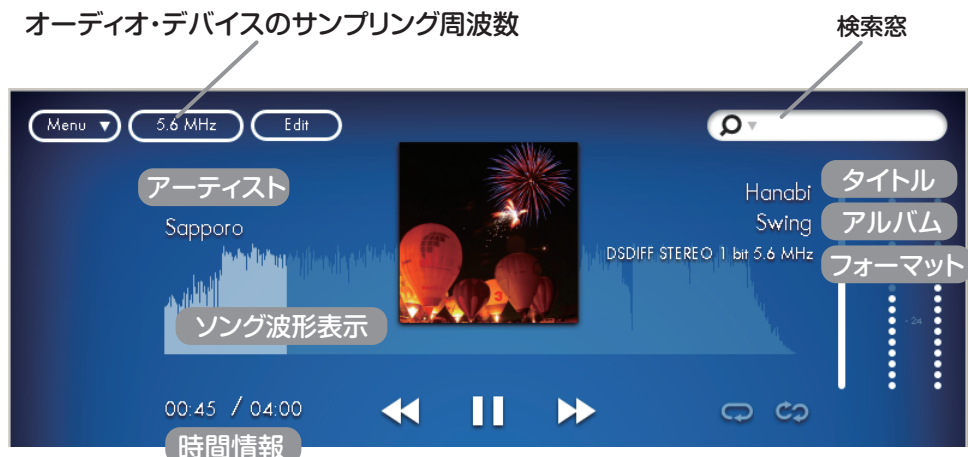 オーディオ・デバイスのサンプリング周波数
検索窓
Menu ▼
5.6 MHz
Edit
アーティスト
Sapporo
Hanabi
タイトル
Swing
アルバム
DSDIFF STEREO 1 bit 5.6 MHz
フォーマット
ソング波形表示
-24
00:45 / 04:00
時間情報